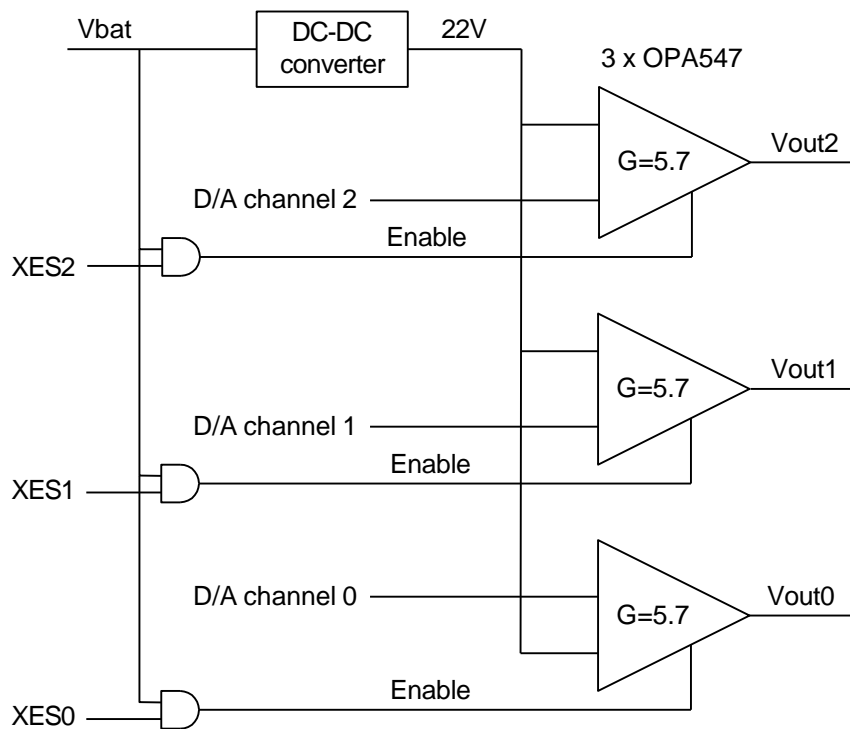 Vbat
DC-DC
converter
22V
3 x OPA547
G=5.7
Vout2
D/A channel 2
Enable
XES2
G=5.7
Vout1
D/A channel 1
Enable
XES1
D/A channel 0
G=5.7
Vout0
Enable
XES0